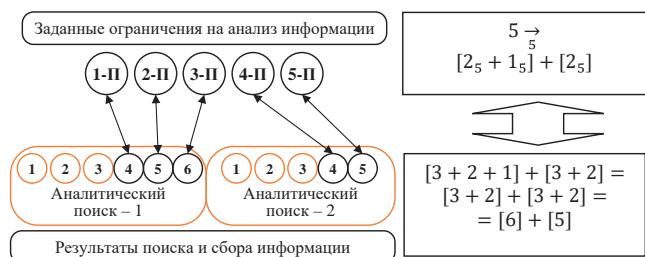 Заданные ограничения на анализ информации
1-П 2-П 3-П 4-П 5-П
1 2 3 4 5 6 1 2 3 4 5
Аналитический поиск – 1
Аналитический поиск – 2
Результаты поиска и сбора информации
5 →
5
[2₅ + 1₅] + [2₅]
[3 + 2 + 1] + [3 + 2] =
[3 + 2] + [3 + 2] =
= [6] + [5]